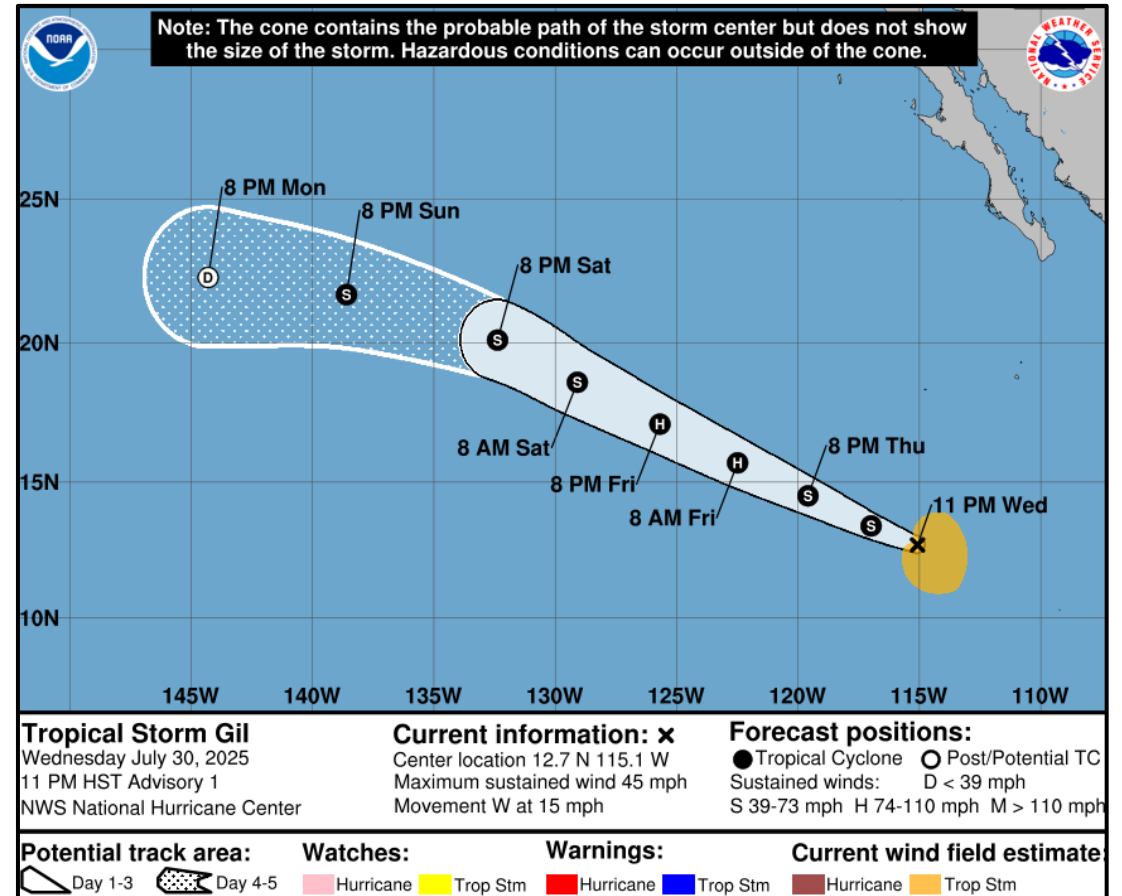 Note: The cone contains the probable path of the storm center but does not show
the size of the storm. Hazardous conditions can occur outside of the cone.
NOAA
NATIONAL WEATHER SERVICE
25N
20N
15N
10N
8 PM Mon
8 PM Sun
8 PM Sat
8 AM Sat
8 PM Fri
8 AM Fri
8 PM Thu
11 PM Wed
D
S
S
S
H
H
S
S
145W 140W 135W 130W 125W 120W 115W 110W
Tropical Storm Gil
Wednesday July 30, 2025
11 PM HST Advisory 1
NWS National Hurricane Center
Current information: ×
Center location 12.7 N 115.1 W
Maximum sustained wind 45 mph
Movement W at 15 mph
Forecast positions:
Tropical Cyclone Post/Potential TC
Sustained winds: D < 39 mph
S 39-73 mph H 74-110 mph M > 110 mph
Potential track area:
Day 1-3 Day 4-5
Watches:
Hurricane Trop Stm
Warnings:
Hurricane Trop Stm
Current wind field estimate:
Hurricane Trop Stm